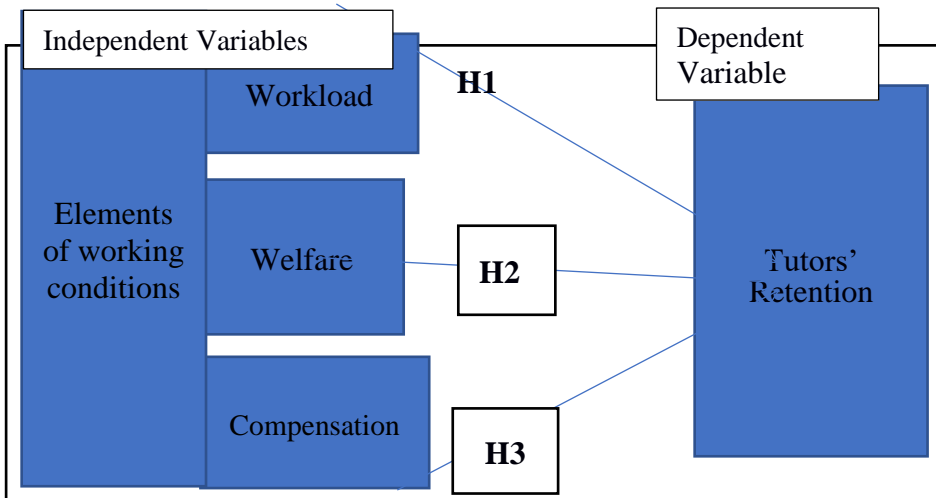 Independent Variables
Dependent
Variable
Workload
H1
Elements
of working
conditions
Welfare
H2
Tutors’
Retention
Compensation
H3